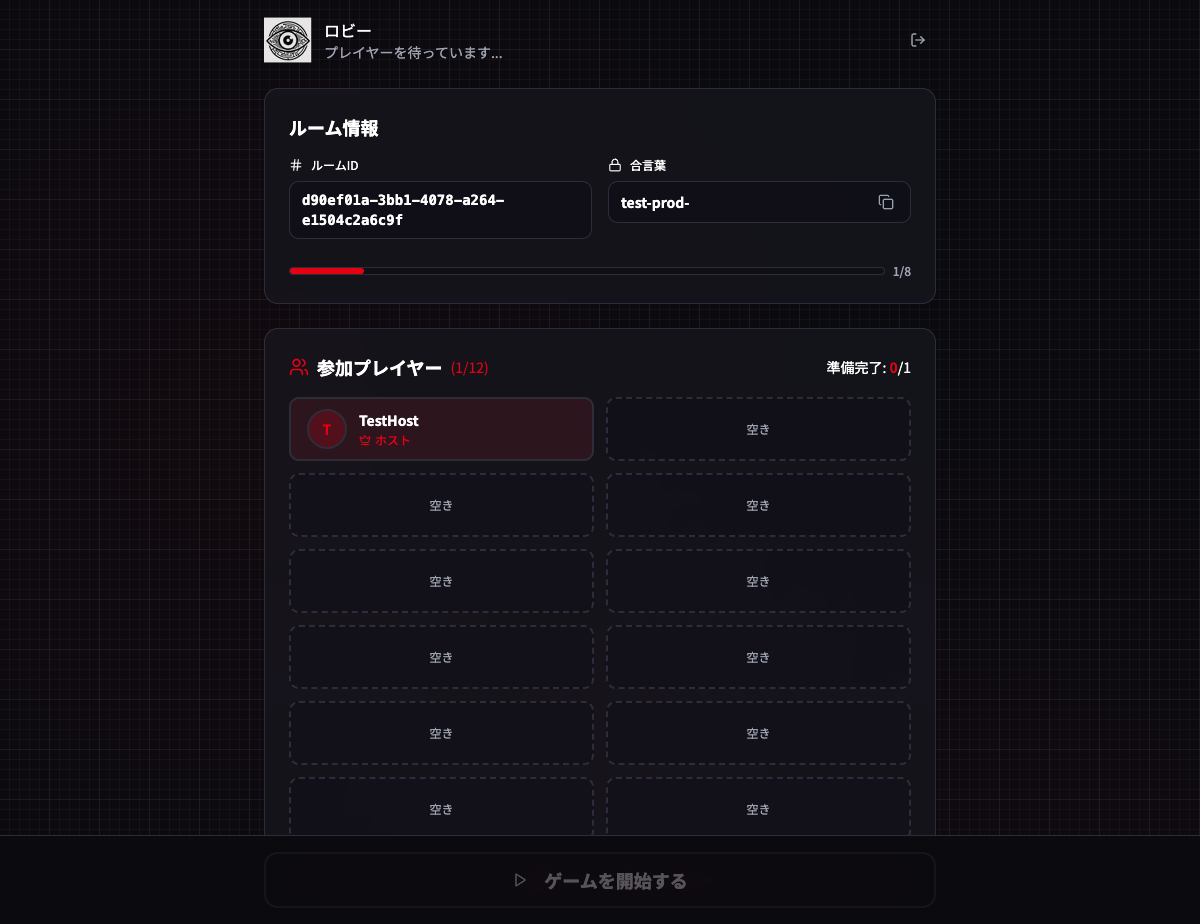 ロビー
プレイヤーを待っています...
ルーム情報
ルームID
d90ef01a-3bb1-4078-a264-
e1504c2a6c9f
合言葉
test-prod-
1/8
参加プレイヤー (1/12)
準備完了: 0/1
T
TestHost
ホスト
空き
空き
空き
空き
空き
空き
空き
空き
空き
空き
空き
ゲームを開始する